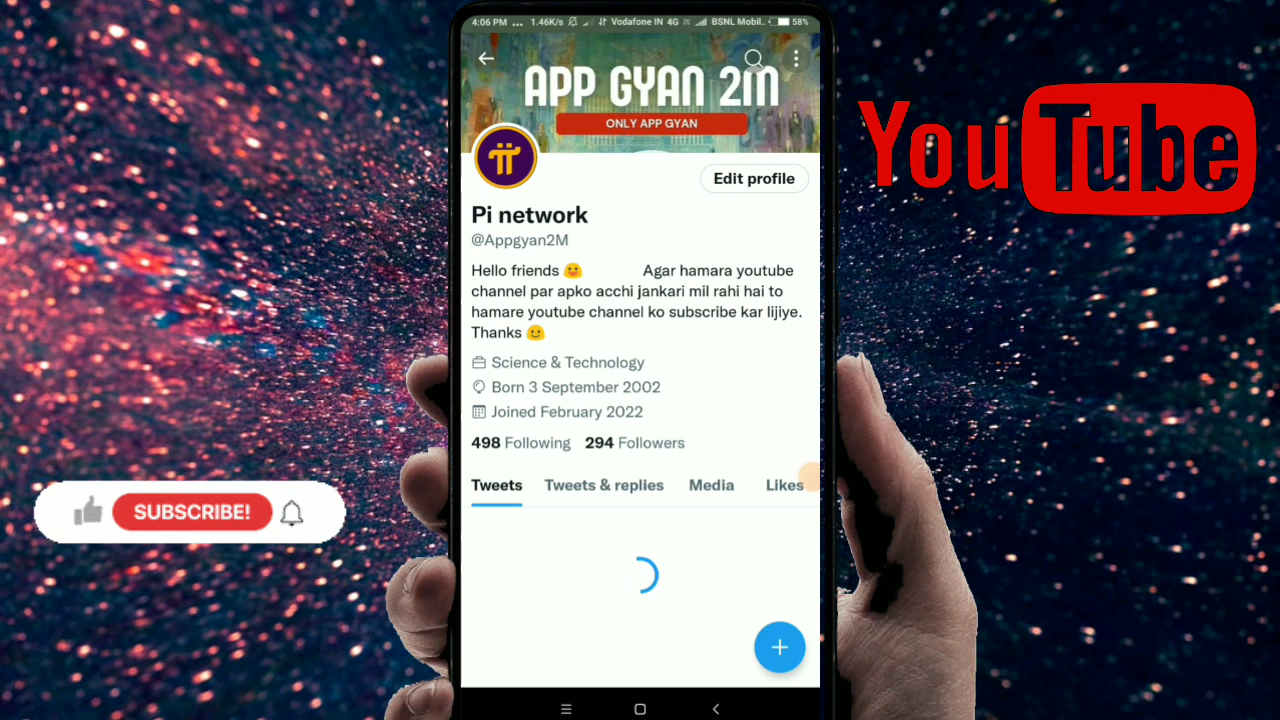 4:06 PM ... 1.46K/s Vodafone IN 4G BSNL Mobil.. 58%
APP GYAN 2M
ONLY APP GYAN
Edit profile
Pi network
@Appgyan2M
Hello friends 😃 Agar hamara youtube
channel par apko acchi jankari mil rahi hai to
hamare youtube channel ko subscribe kar lijiye.
Thanks 🙂
Science & Technology
Born 3 September 2002
Joined February 2022
498 Following 294 Followers
Tweets Tweets & replies Media Likes
YouTube
SUBSCRIBE!